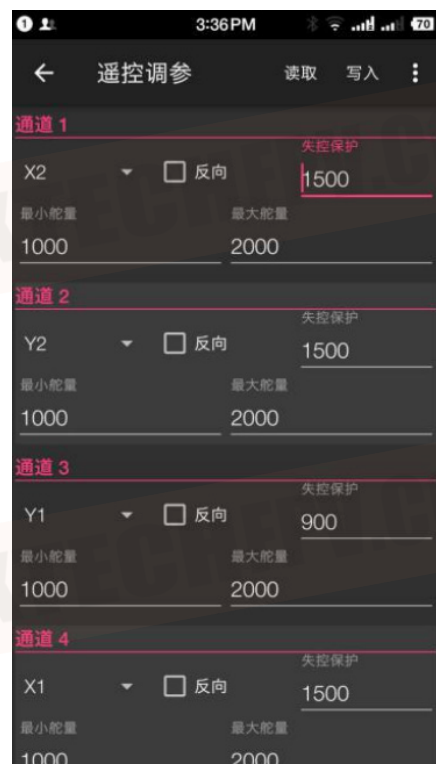 1 3:36PM 70
遥控调参 读取 写入
通道 1
失控保护
X2 反向 1500
最小舵量 最大舵量
1000 2000
通道 2
失控保护
Y2 反向 1500
最小舵量 最大舵量
1000 2000
通道 3
失控保护
Y1 反向 900
最小舵量 最大舵量
1000 2000
通道 4
失控保护
X1 反向 1500
最小舵量 最大舵量
1000 2000